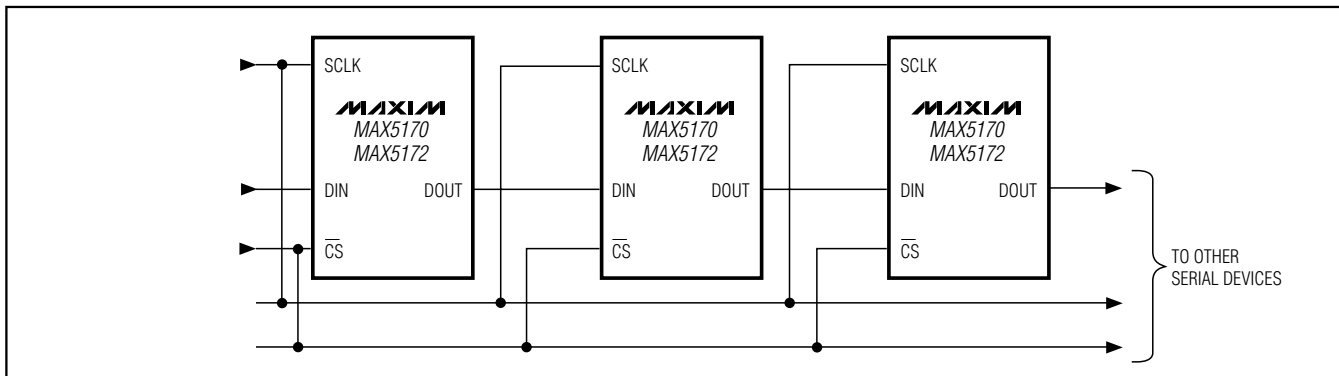 SCLK
MAXIM
MAX5170
MAX5172
DIN DOUT
CS
SCLK
MAXIM
MAX5170
MAX5172
DIN DOUT
CS
SCLK
MAXIM
MAX5170
MAX5172
DIN DOUT
CS
TO OTHER
SERIAL DEVICES